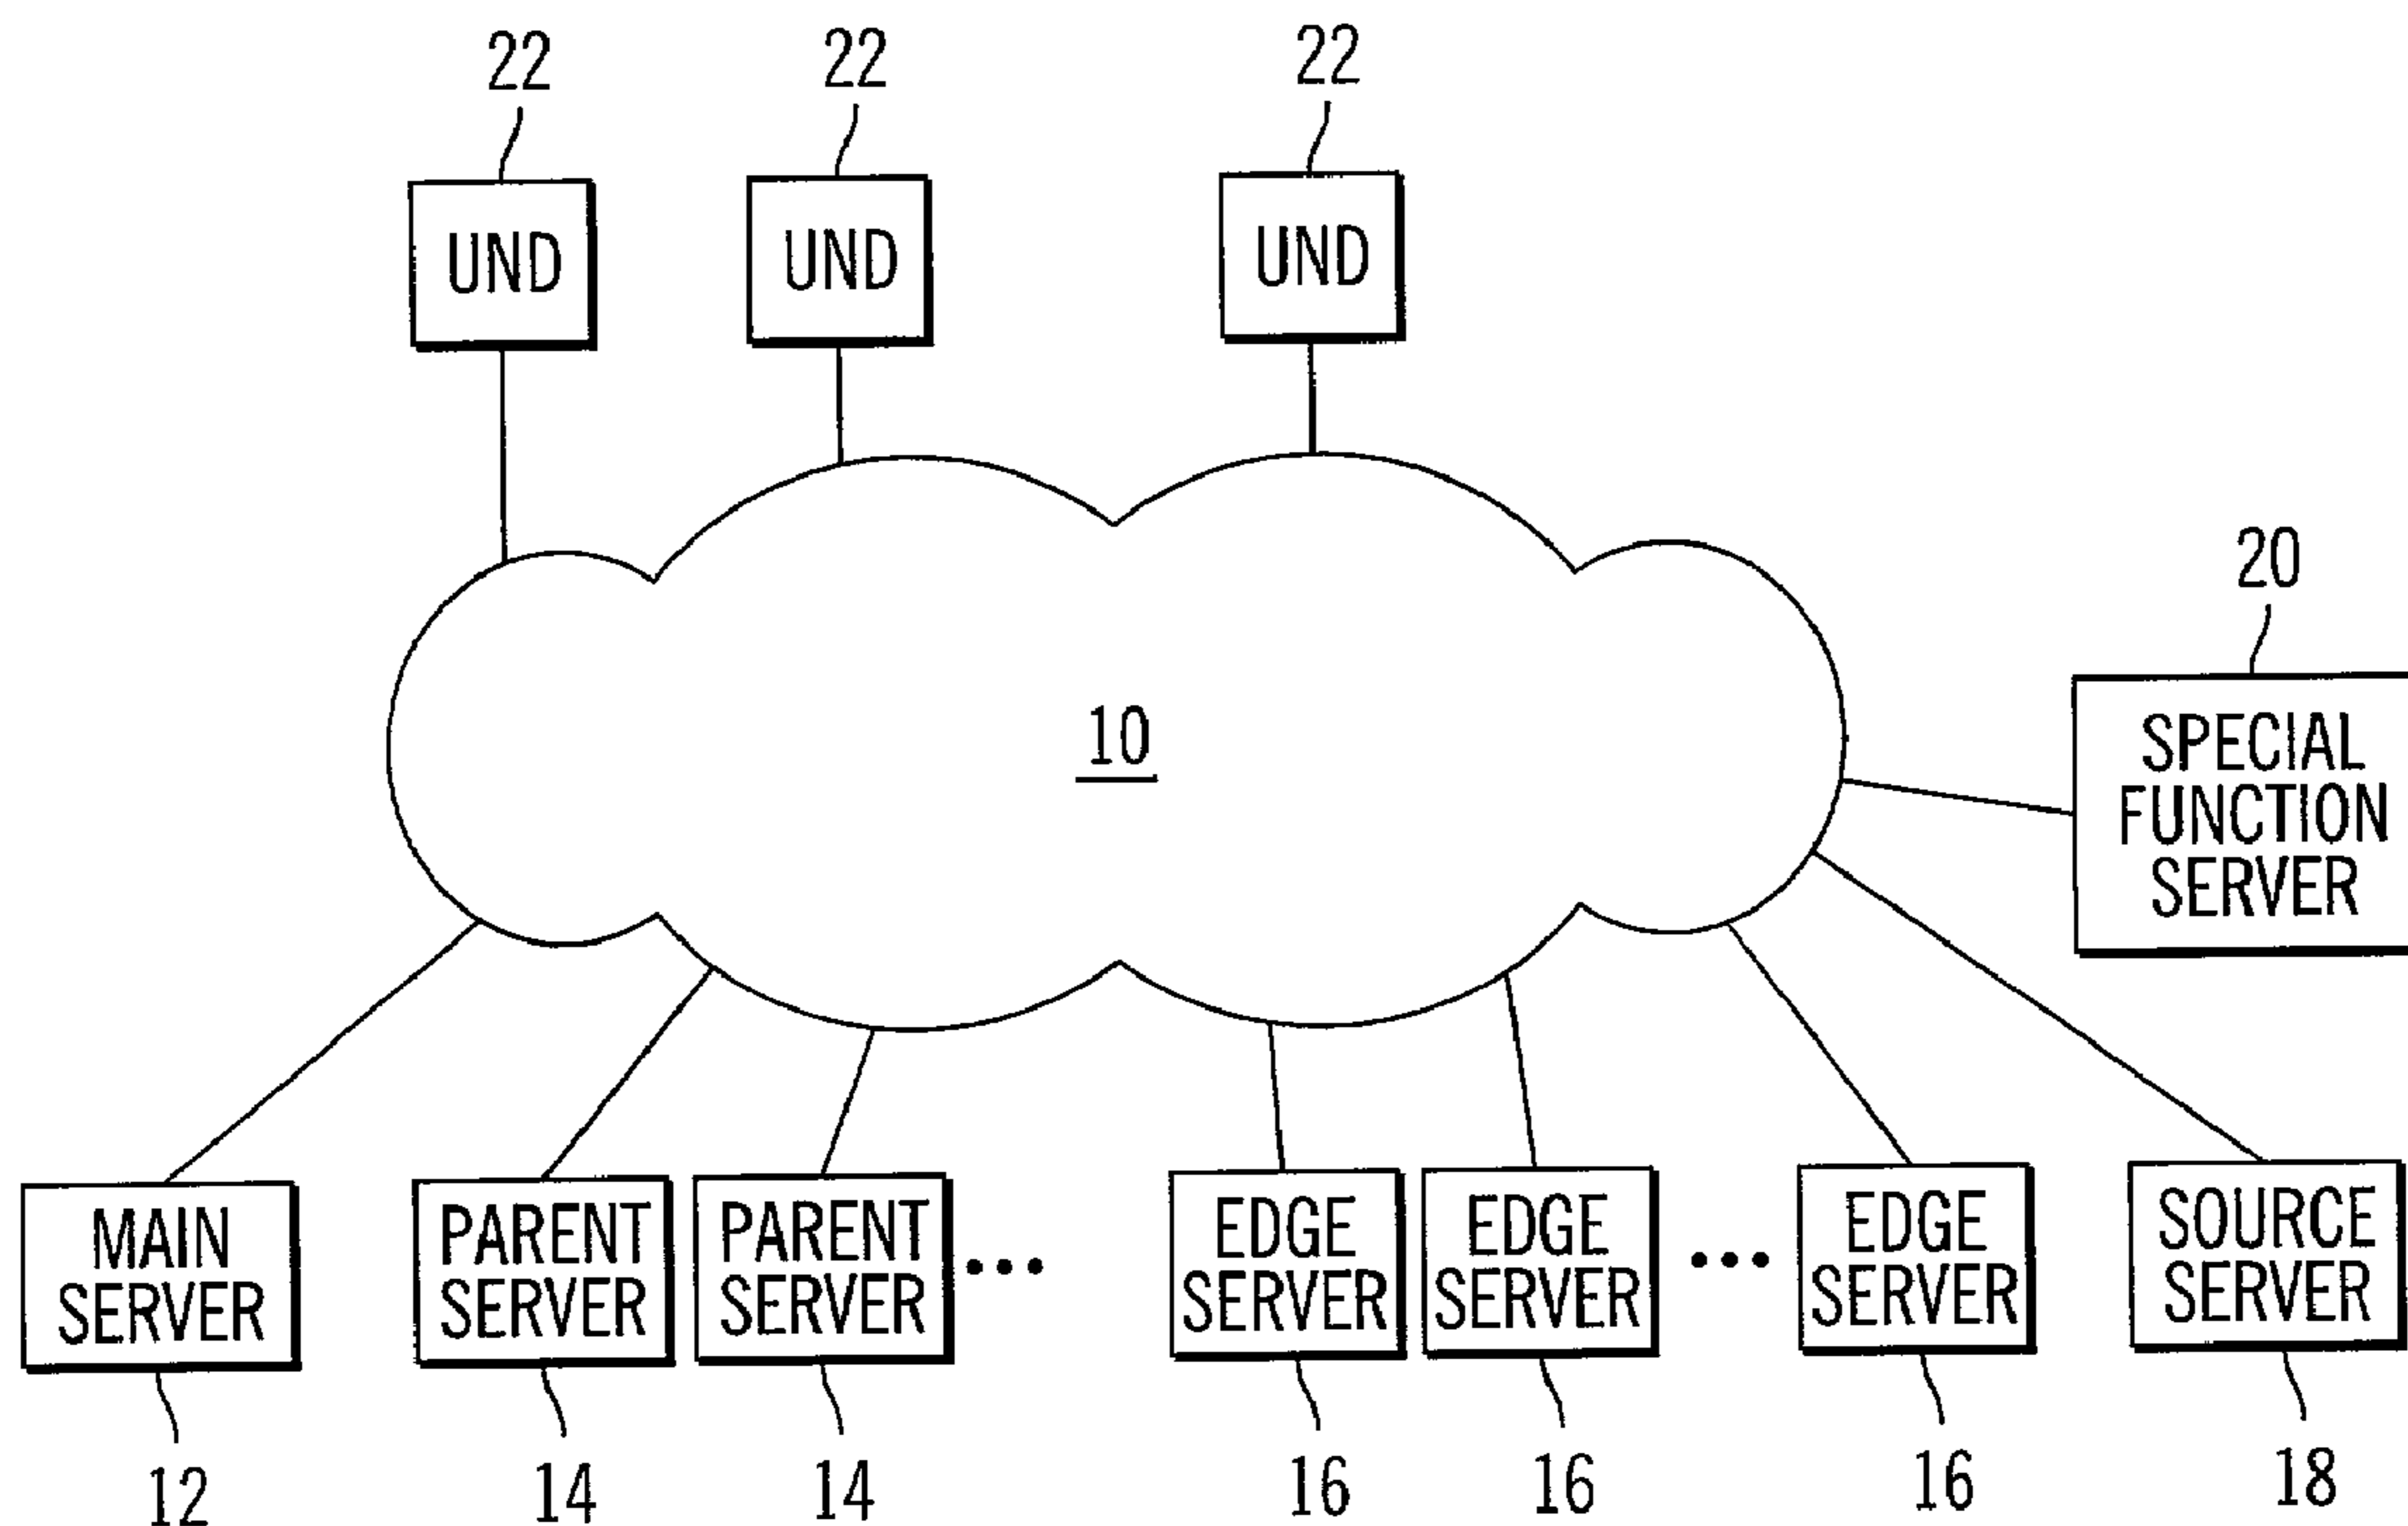 22 22 22
UND UND UND
20
10
SPECIAL
FUNCTION
SERVER
MAIN
SERVER
PARENT
SERVER
PARENT
SERVER
•••
EDGE
SERVER
EDGE
SERVER
•••
EDGE
SERVER
SOURCE
SERVER
12 14 14 16 16 16 18